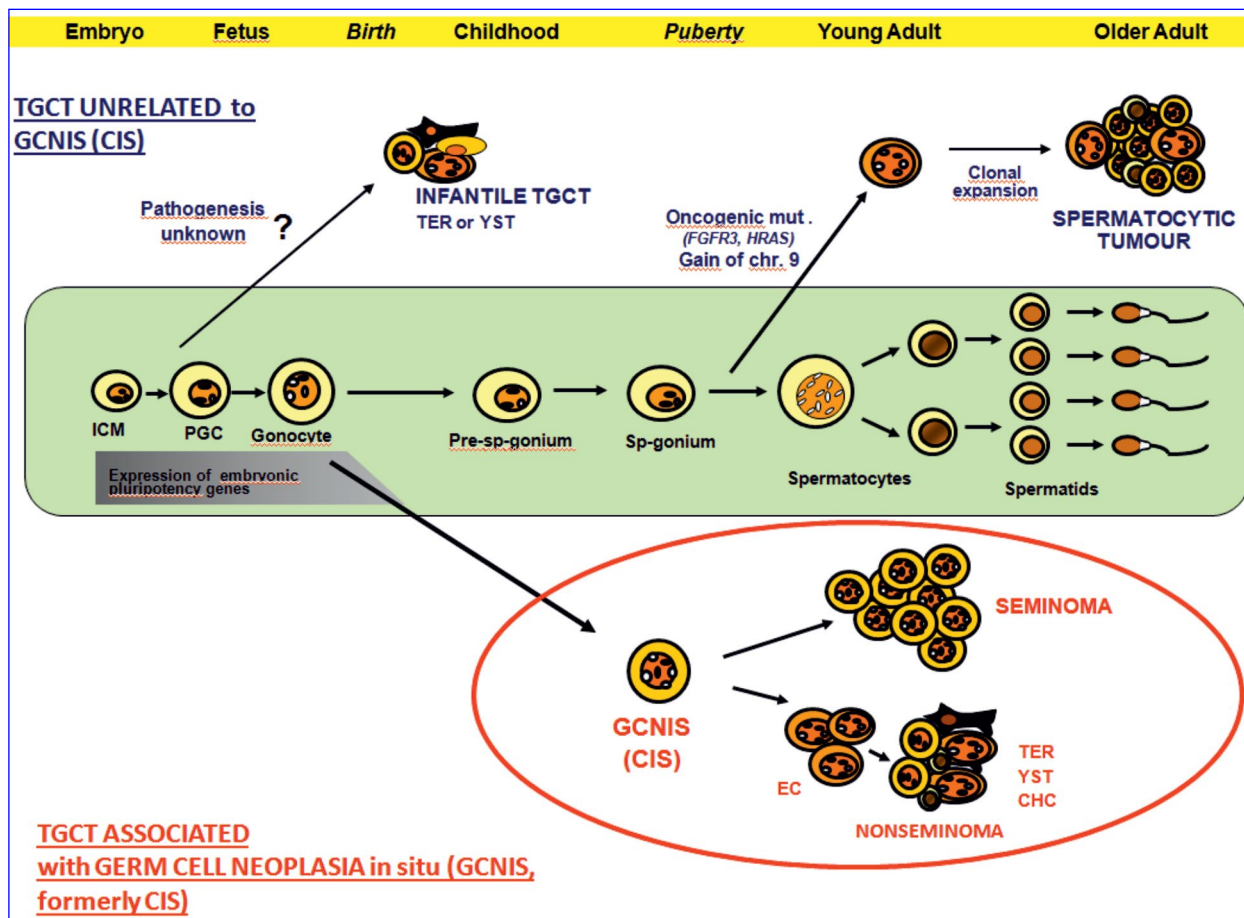 Embryo Fetus Birth Childhood Puberty Young Adult Older Adult
TGCT UNRELATED to
GCNIS (CIS)
Pathogenesis
unknown ?
INFANTILE TGCT
TER or YST
Oncogenic mut .
(FGFR3, HRAS)
Gain of chr. 9
Clonal
expansion
SPERMATOCYTIC
TUMOUR
ICM
PGC
Gonocyte
Pre-sp-gonium
Sp-gonium
Spermatocytes
Spermatids
Expression of embryonic
pluripotency genes
GCNIS
(CIS)
SEMINOMA
EC
TER
YST
CHC
NONSEMINOMA
TGCT ASSOCIATED
with GERM CELL NEOPLASIA in situ (GCNIS,
formerly CIS)